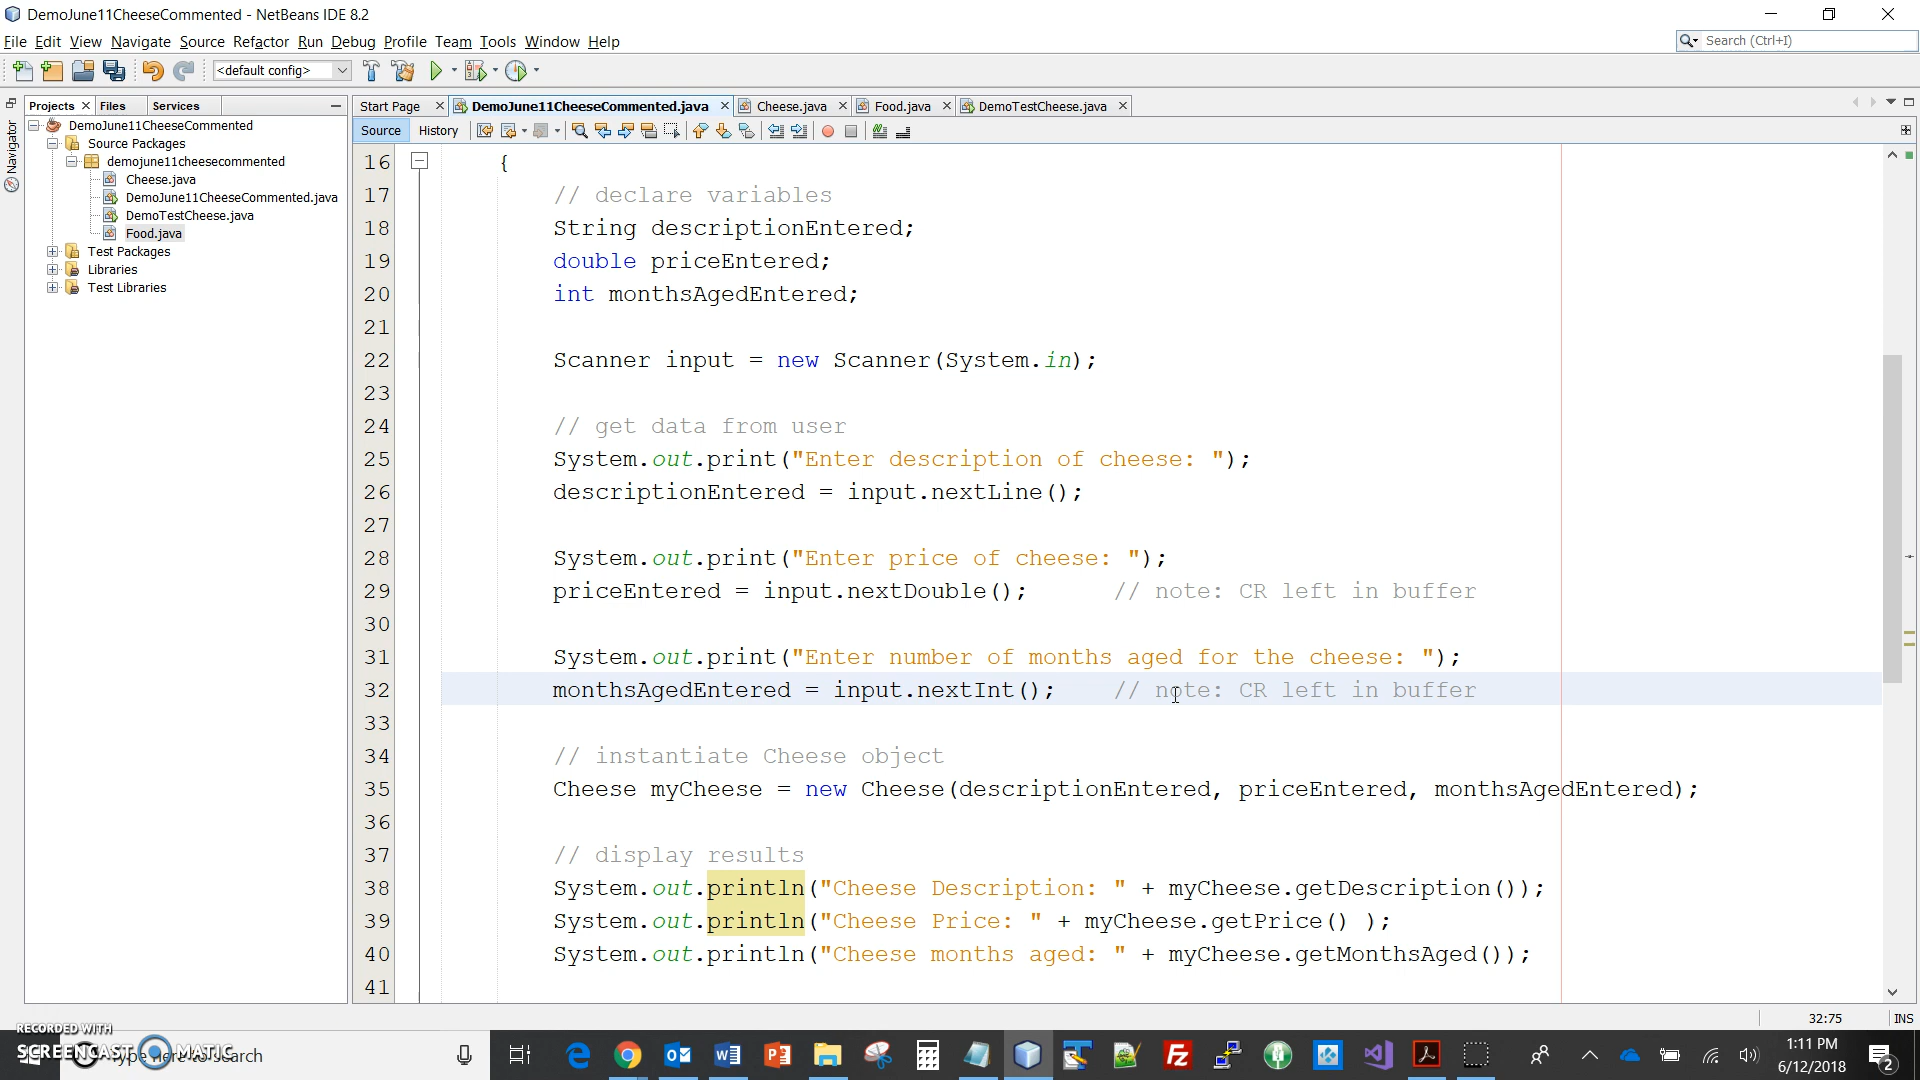 DemoJune11CheeseCommented - NetBeans IDE 8.2
File Edit View Navigate Source Refactor Run Debug Profile Team Tools Window Help
Search (Ctrl+I)
<default config>
Projects Files Services
Start Page DemoJune11CheeseCommented.java Cheese.java Food.java DemoTestCheese.java
Source History
Navigator
DemoJune11CheeseCommented
Source Packages
demojune11cheesecommented
Cheese.java
DemoJune11CheeseCommented.java
DemoTestCheese.java
Food.java
Test Packages
Libraries
Test Libraries
16 {
17 // declare variables
18 String descriptionEntered;
19 double priceEntered;
20 int monthsAgedEntered;
21
22 Scanner input = new Scanner(System.in);
23
24 // get data from user
25 System.out.print("Enter description of cheese: ");
26 descriptionEntered = input.nextLine();
27
28 System.out.print("Enter price of cheese: ");
29 priceEntered = input.nextDouble(); // note: CR left in buffer
30
31 System.out.print("Enter number of months aged for the cheese: ");
32 monthsAgedEntered = input.nextInt(); // note: CR left in buffer
33
34 // instantiate Cheese object
35 Cheese myCheese = new Cheese(descriptionEntered, priceEntered, monthsAgedEntered);
36
37 // display results
38 System.out.println("Cheese Description: " + myCheese.getDescription());
39 System.out.println("Cheese Price: " + myCheese.getPrice() );
40 System.out.println("Cheese months aged: " + myCheese.getMonthsAged());
41
32:75 INS
RECORDED WITH
SCREENCAST MATIC
Type here to search
1:11 PM
6/12/2018
2